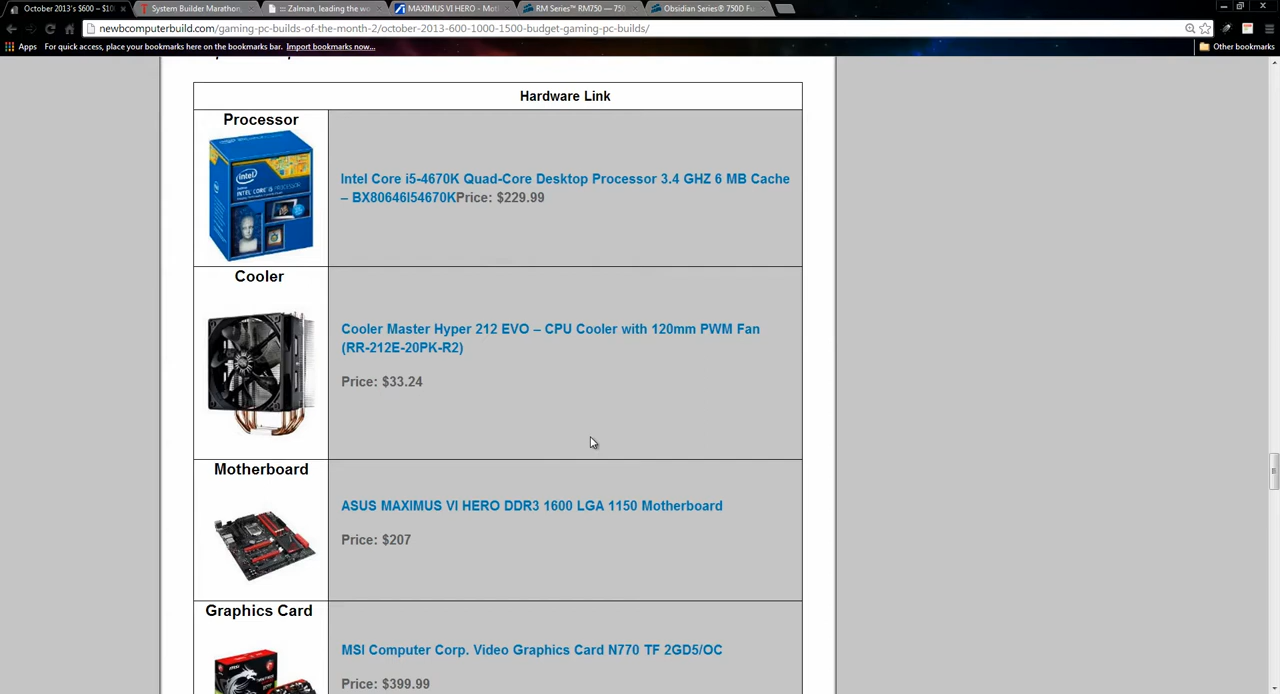 October 2013's $600 – $10
System Builder Marathon,
::: Zalman, leading the wo
MAXIMUS VI HERO - Mot
RM Series™ RM750 — 750
Obsidian Series® 750D Fu
newbcomputerbuild.com/gaming-pc-builds-of-the-month-2/october-2013-600-1000-1500-budget-gaming-pc-builds/
Apps For quick access, place your bookmarks here on the bookmarks bar. Import bookmarks now... Other bookmarks
Hardware Link
Processor
intel
Intel Core i5-4670K Quad-Core Desktop Processor 3.4 GHZ 6 MB Cache
– BX80646I54670KPrice: $229.99
Cooler
Cooler Master Hyper 212 EVO – CPU Cooler with 120mm PWM Fan
(RR-212E-20PK-R2)
Price: $33.24
Motherboard
ASUS MAXIMUS VI HERO DDR3 1600 LGA 1150 Motherboard
Price: $207
Graphics Card
MSI Computer Corp. Video Graphics Card N770 TF 2GD5/OC
Price: $399.99